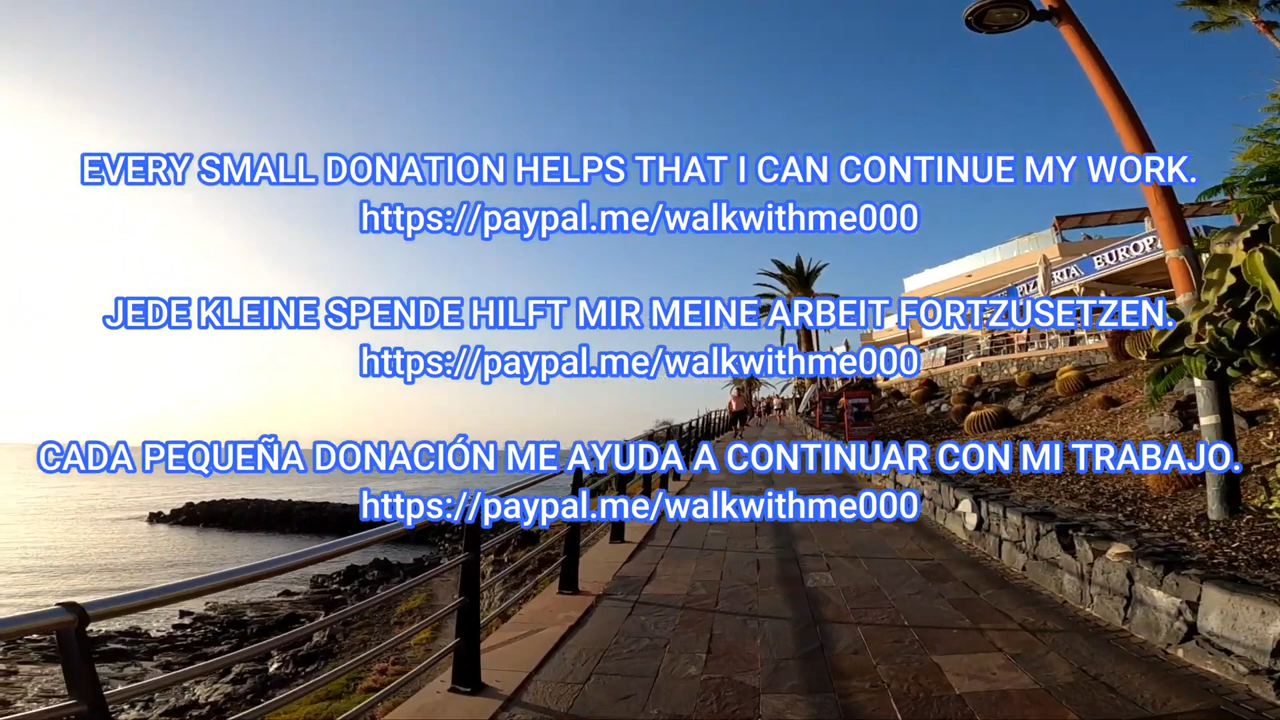 EVERY SMALL DONATION HELPS THAT I CAN CONTINUE MY WORK.
https://paypal.me/walkwithme000
JEDE KLEINE SPENDE HILFT MIR MEINE ARBEIT FORTZUSETZEN.
https://paypal.me/walkwithme000
CADA PEQUEÑA DONACIÓN ME AYUDA A CONTINUAR CON MI TRABAJO.
https://paypal.me/walkwithme000
EUROPA